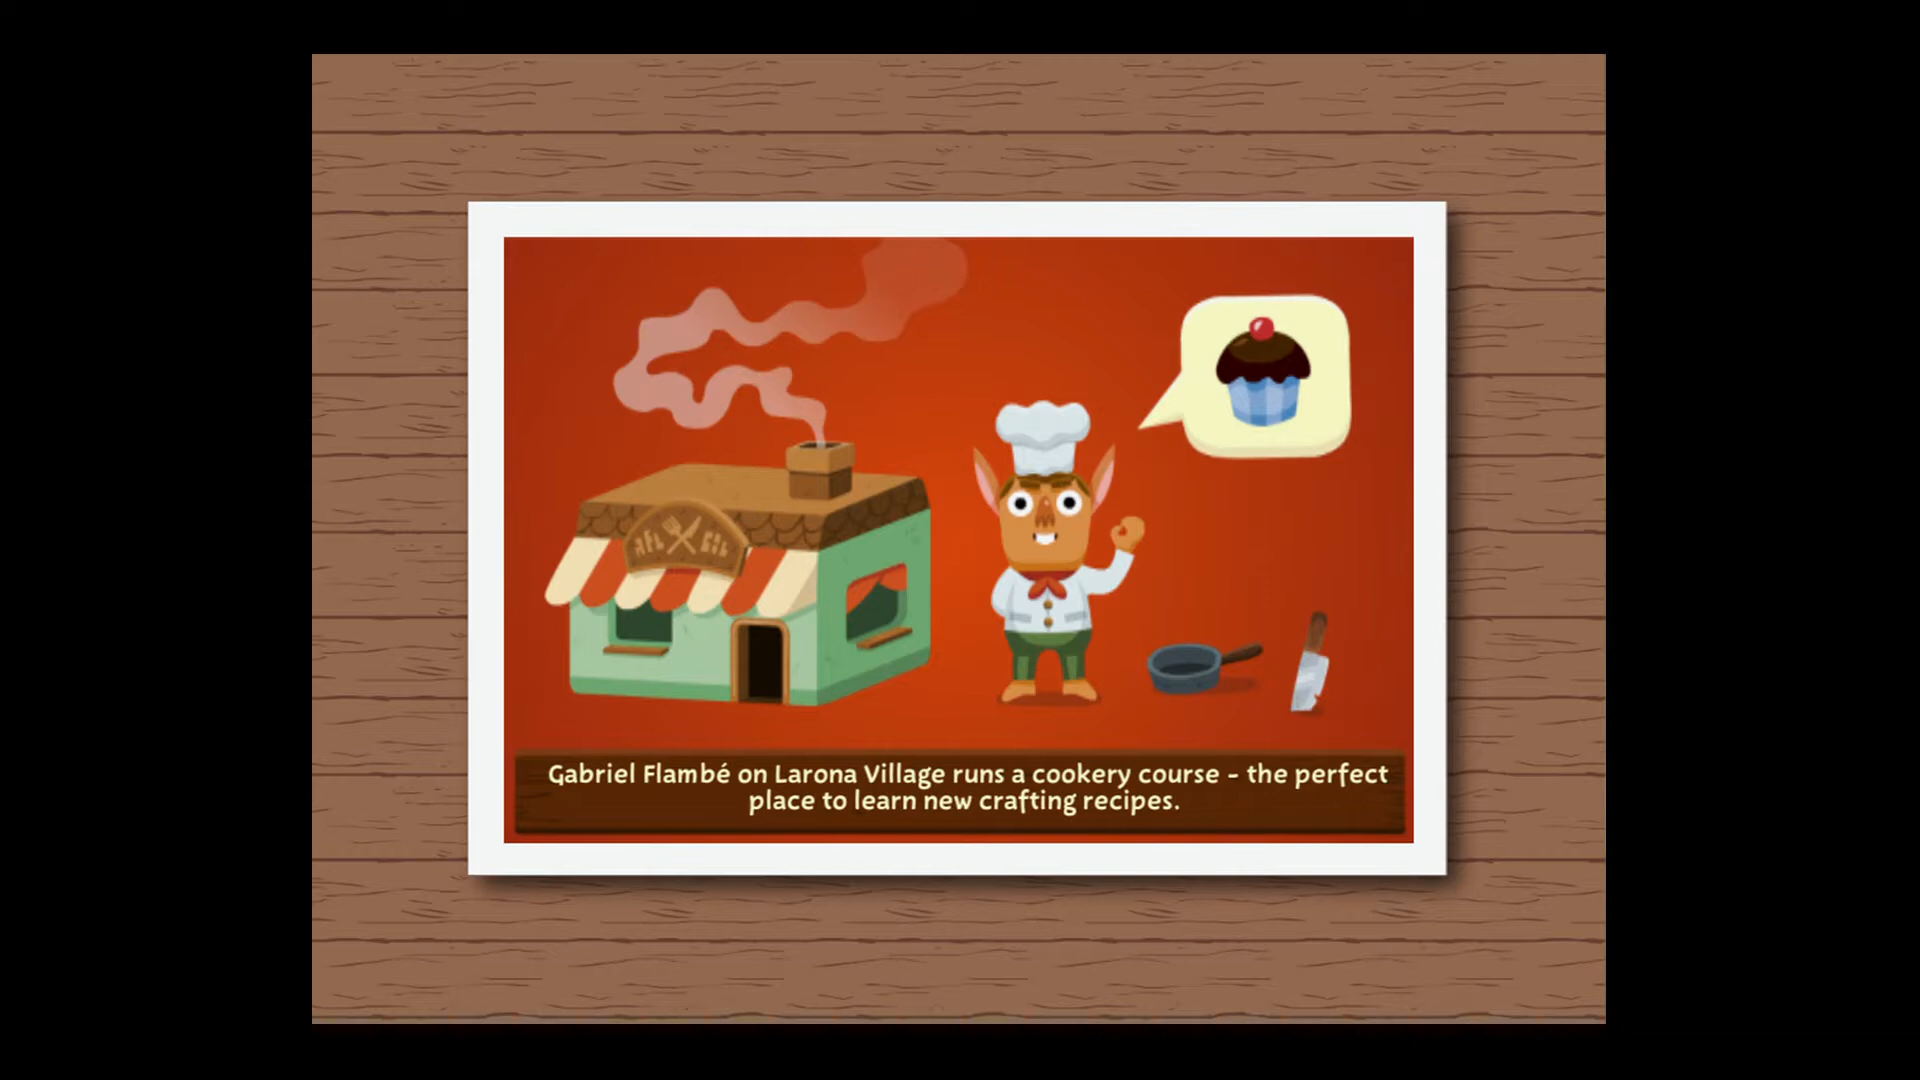 Gabriel Flambé on Larona Village runs a cookery course - the perfect
place to learn new crafting recipes.